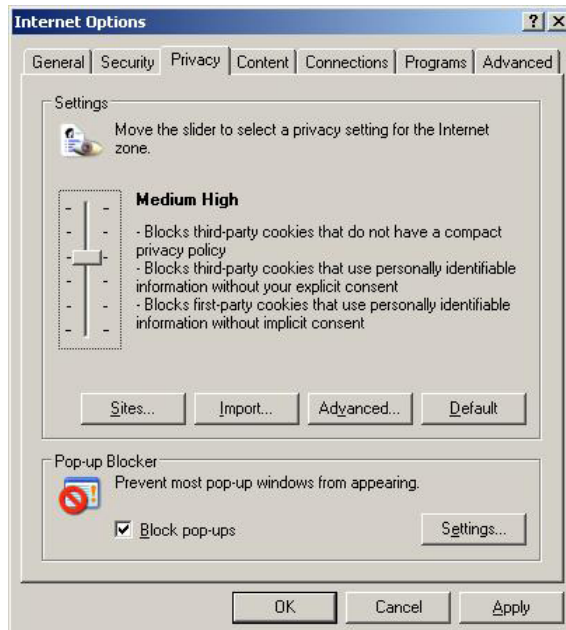 Internet Options
General Security Privacy Content Connections Programs Advanced
Settings
Move the slider to select a privacy setting for the Internet
zone.
Medium High
- Blocks third-party cookies that do not have a compact
privacy policy
- Blocks third-party cookies that use personally identifiable
information without your explicit consent
- Blocks first-party cookies that use personally identifiable
information without implicit consent
Sites... Import... Advanced... Default
Pop-up Blocker
Prevent most pop-up windows from appearing.
Block pop-ups Settings...
OK Cancel Apply